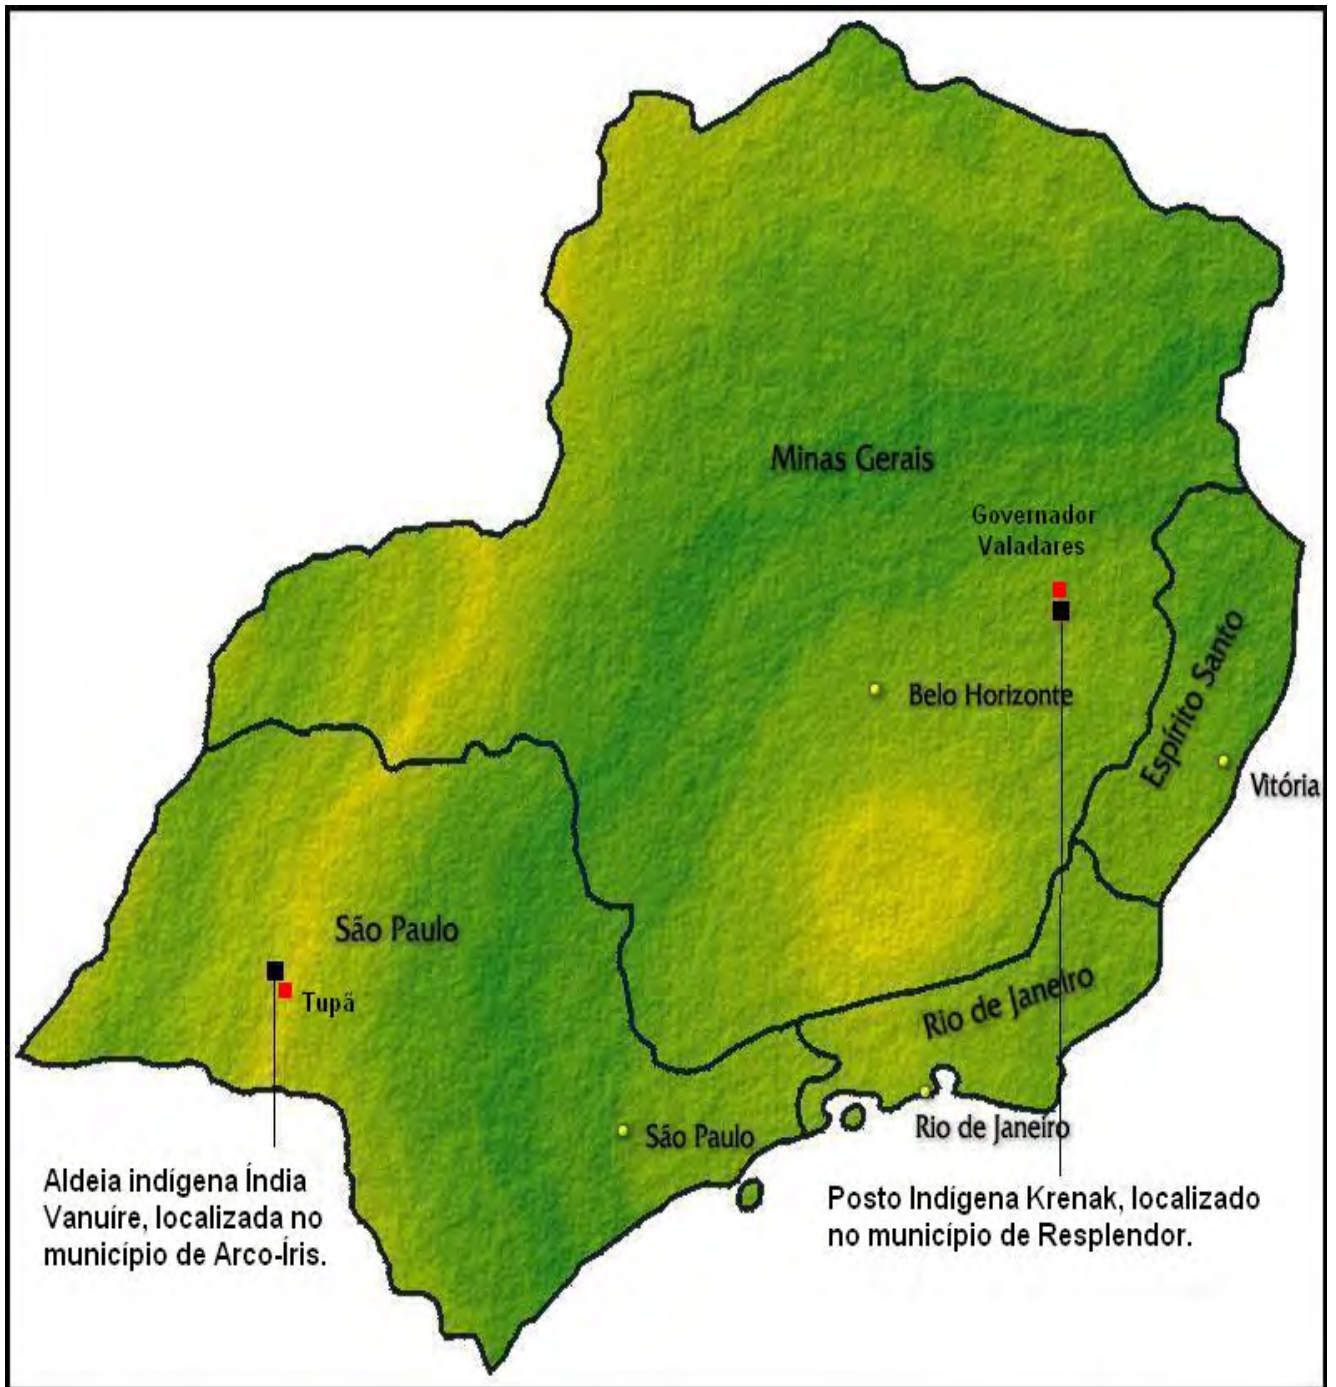 Minas Gerais
Governador
Valadares
Belo Horizonte
Espírito Santo
Vitória
São Paulo
Tupã
Rio de Janeiro
Rio de Janeiro
São Paulo
Aldeia indígena Índia
Vanuíre, localizada no
município de Arco-Íris.
Posto Indígena Krenak, localizado
no município de Resplendor.